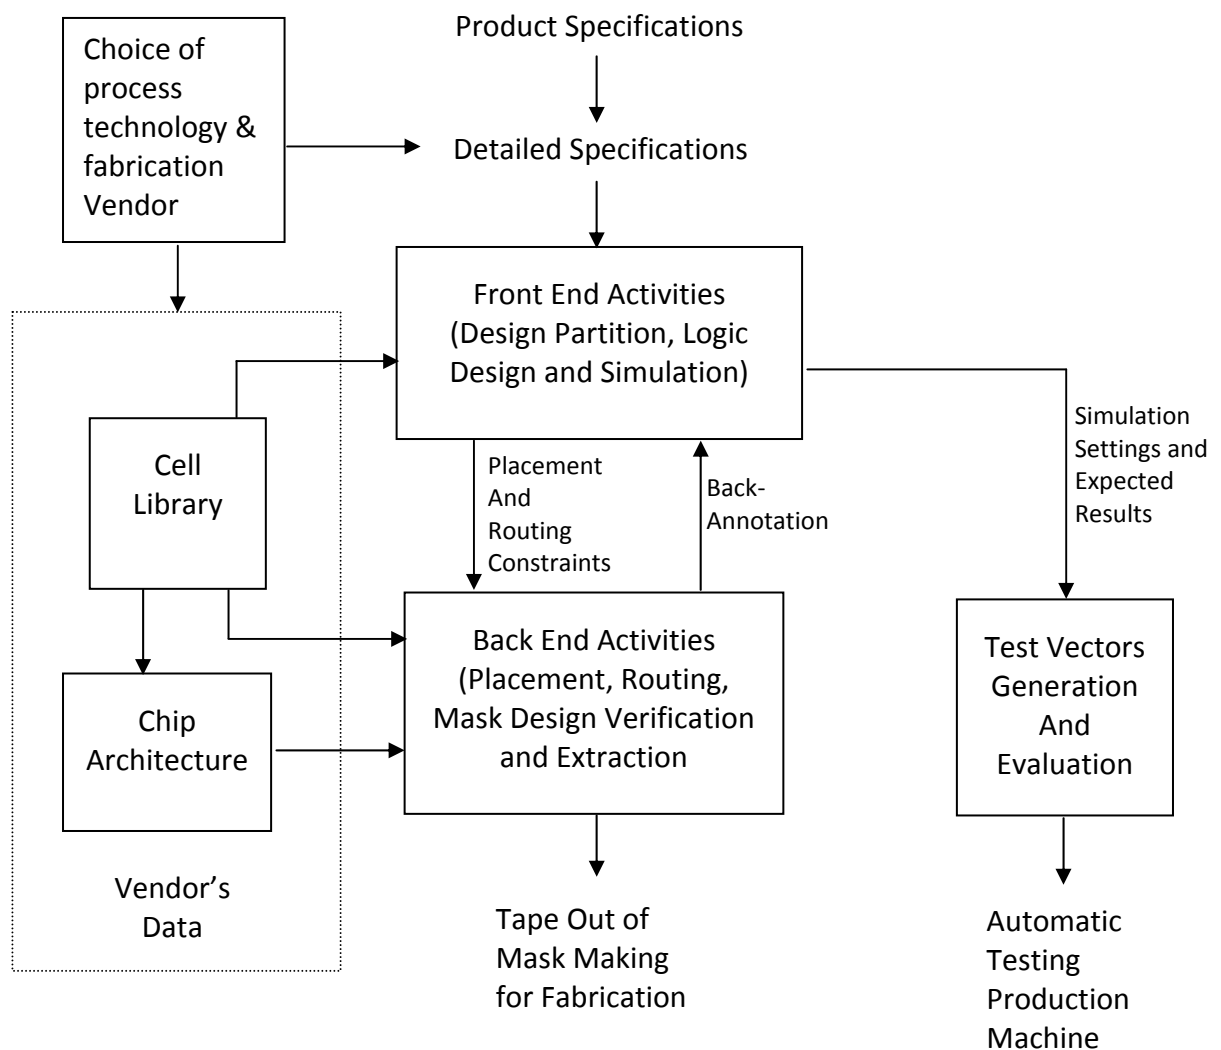 Product Specifications
Choice of
process
technology &
fabrication
Vendor
Detailed Specifications
Front End Activities
(Design Partition, Logic
Design and Simulation)
Simulation
Settings and
Expected
Results
Cell
Library
Placement
And
Routing
Constraints
Back-
Annotation
Back End Activities
(Placement, Routing,
Mask Design Verification
and Extraction
Test Vectors
Generation
And
Evaluation
Chip
Architecture
Vendor’s
Data
Tape Out of
Mask Making
for Fabrication
Automatic
Testing
Production
Machine